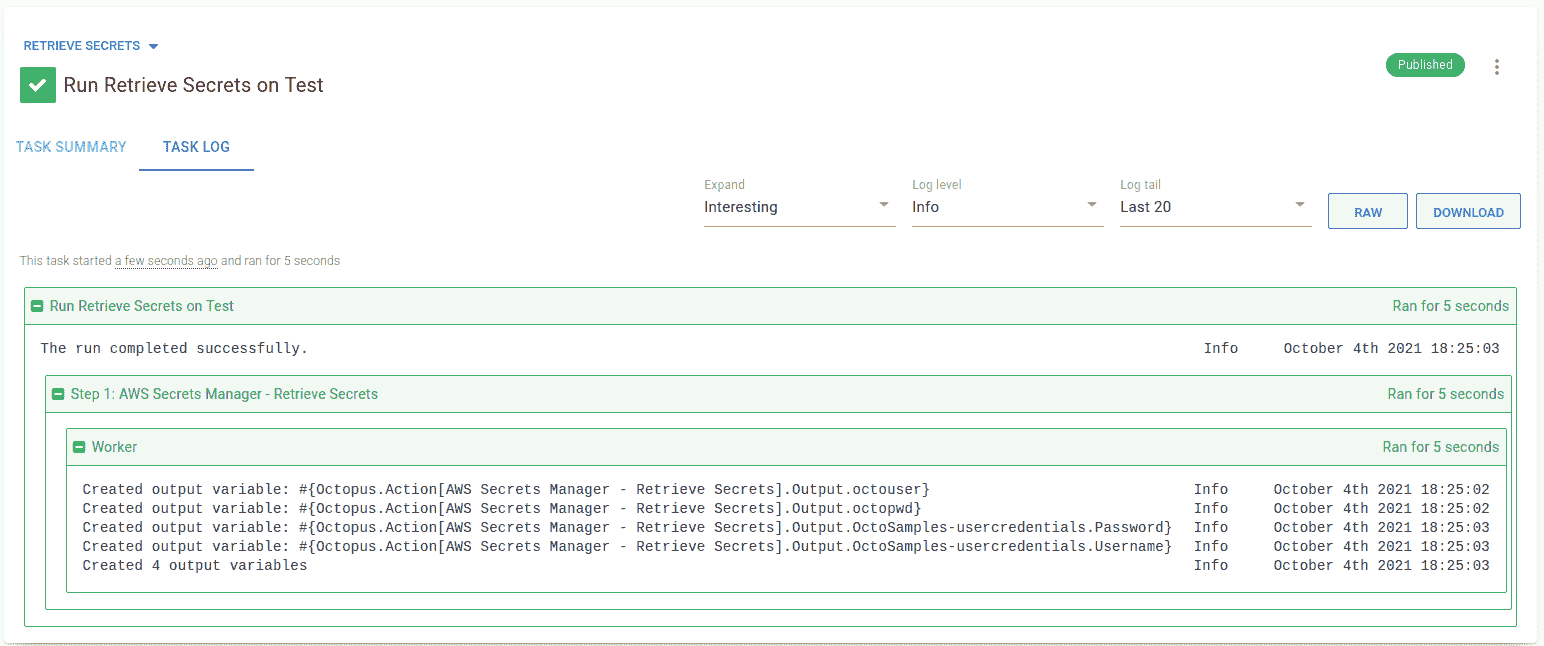 RETRIEVE SECRETS
Run Retrieve Secrets on Test
Published
TASK SUMMARY TASK LOG
Expand Log level Log tail
Interesting Info Last 20 RAW DOWNLOAD
This task started a few seconds ago and ran for 5 seconds
Run Retrieve Secrets on Test Ran for 5 seconds
The run completed successfully. Info October 4th 2021 18:25:03
Step 1: AWS Secrets Manager - Retrieve Secrets Ran for 5 seconds
Worker Ran for 5 seconds
Created output variable: #{Octopus.Action[AWS Secrets Manager - Retrieve Secrets].Output.octouser} Info October 4th 2021 18:25:02
Created output variable: #{Octopus.Action[AWS Secrets Manager - Retrieve Secrets].Output.octopwd} Info October 4th 2021 18:25:02
Created output variable: #{Octopus.Action[AWS Secrets Manager - Retrieve Secrets].Output.OctoSamples-usercredentials.Password} Info October 4th 2021 18:25:03
Created output variable: #{Octopus.Action[AWS Secrets Manager - Retrieve Secrets].Output.OctoSamples-usercredentials.Username} Info October 4th 2021 18:25:03
Created 4 output variables Info October 4th 2021 18:25:03